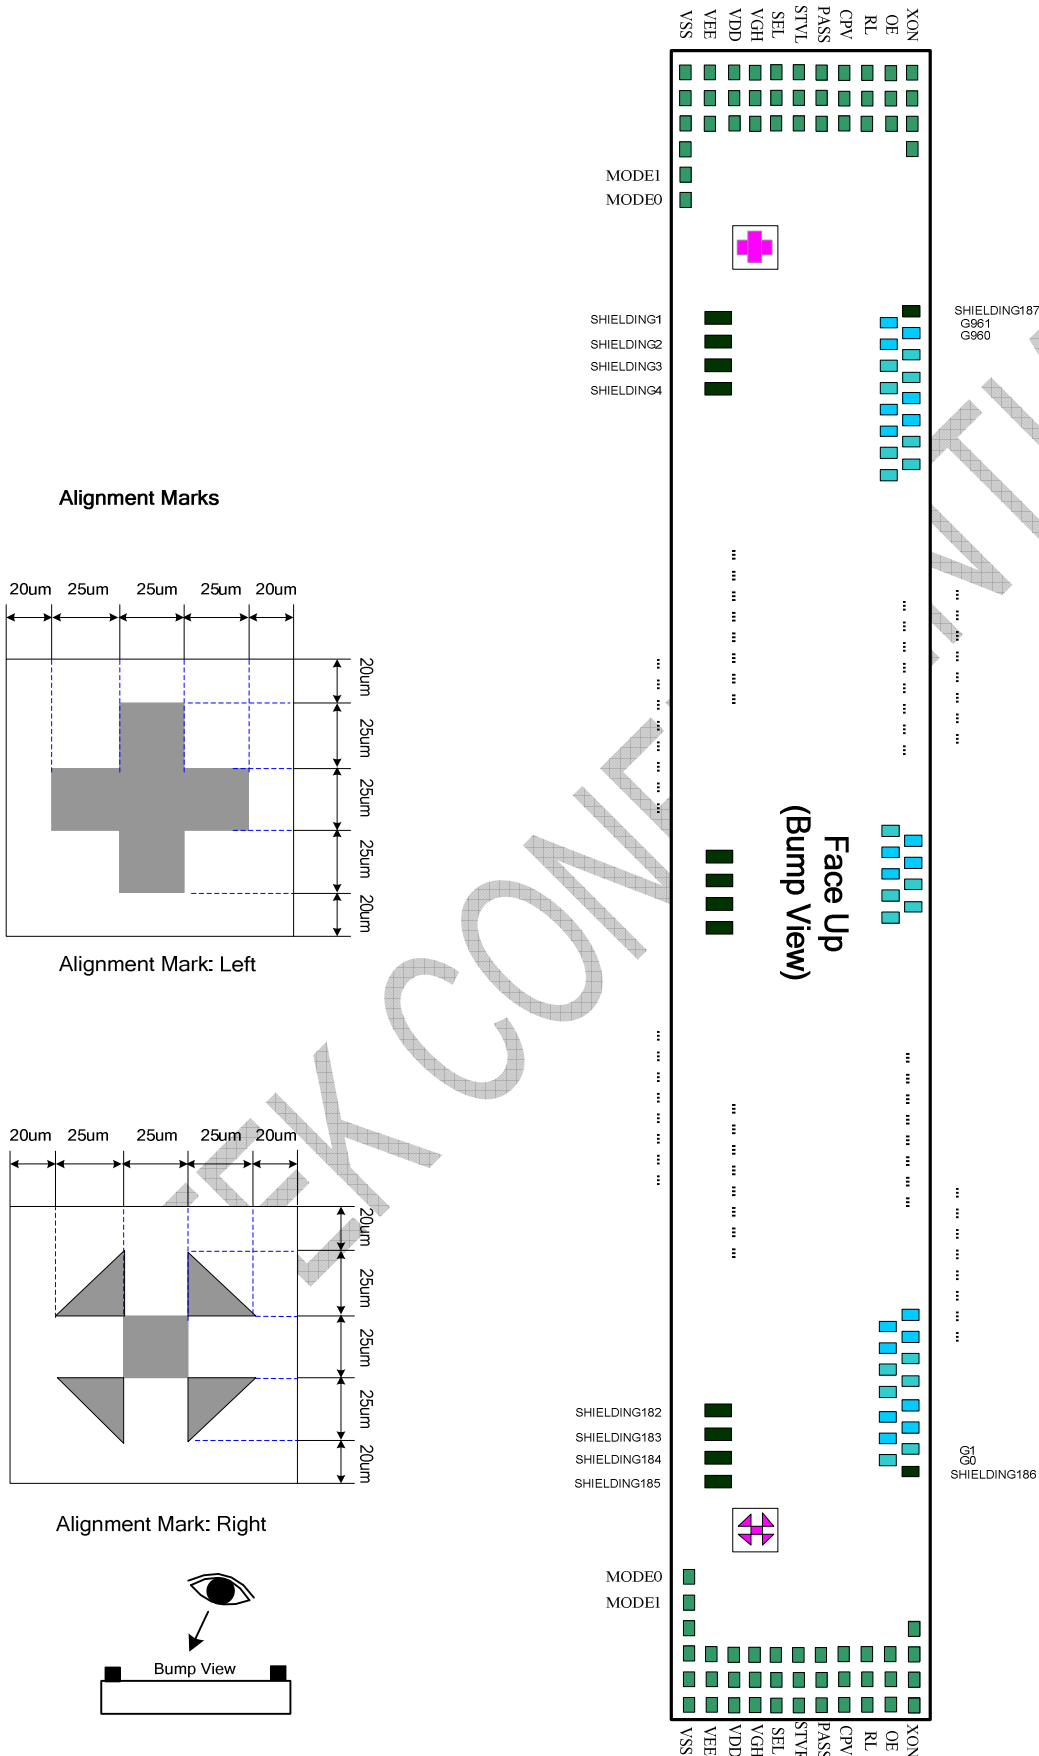 VSS VEE VDD VGH SEL STVL PASS CPV RL OE XON
MODE1
MODE0
SHIELDING1
SHIELDING2
SHIELDING3
SHIELDING4
SHIELDING187
G961
G960
Alignment Marks
20um 25um 25um 25um 20um
20um
25um
25um
25um
20um
Alignment Mark: Left
Face Up
(Bump View)
20um 25um 25um 25um 20um
20um
25um
25um
25um
20um
Alignment Mark: Right
SHIELDING182
SHIELDING183
SHIELDING184
SHIELDING185
G1
G0
SHIELDING186
MODE0
MODE1
Bump View
VSS VEE VDD VGH SEL STVR PASS CPV RL OE XON